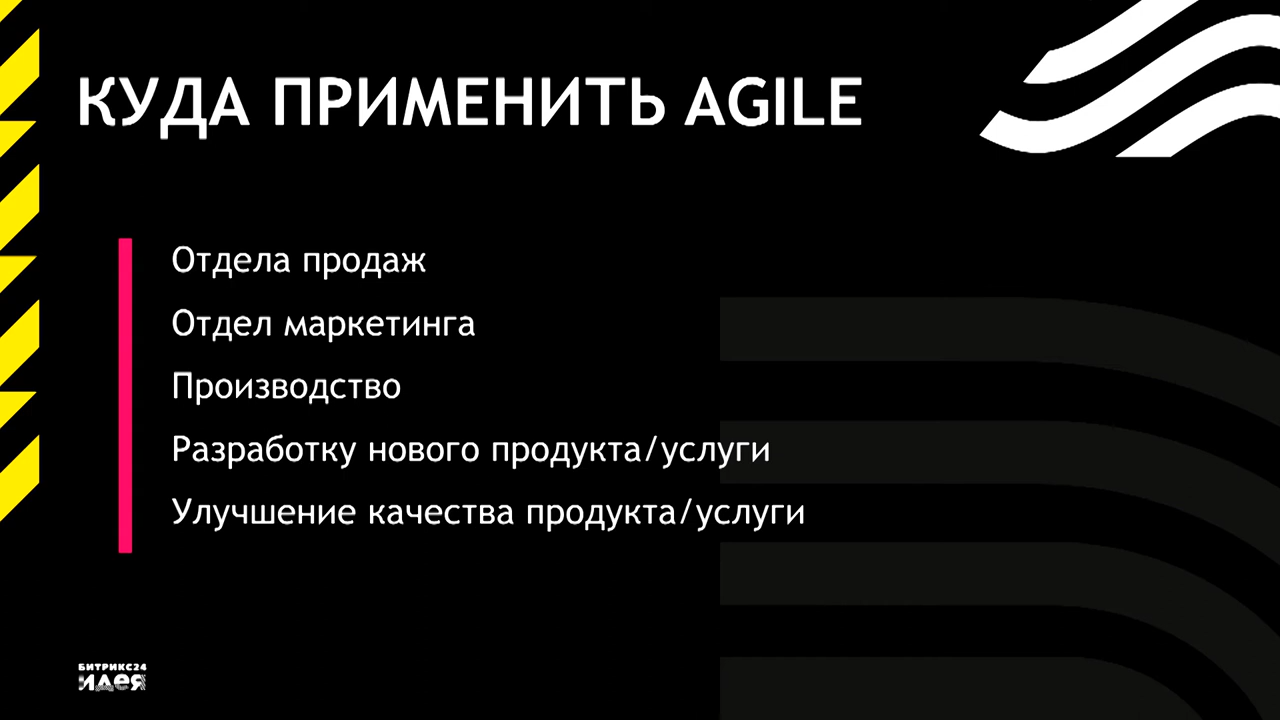 КУДА ПРИМЕНИТЬ AGILE
Отдела продаж
Отдел маркетинга
Производство
Разработку нового продукта/услуги
Улучшение качества продукта/услуги
БИТРИКС24
идея